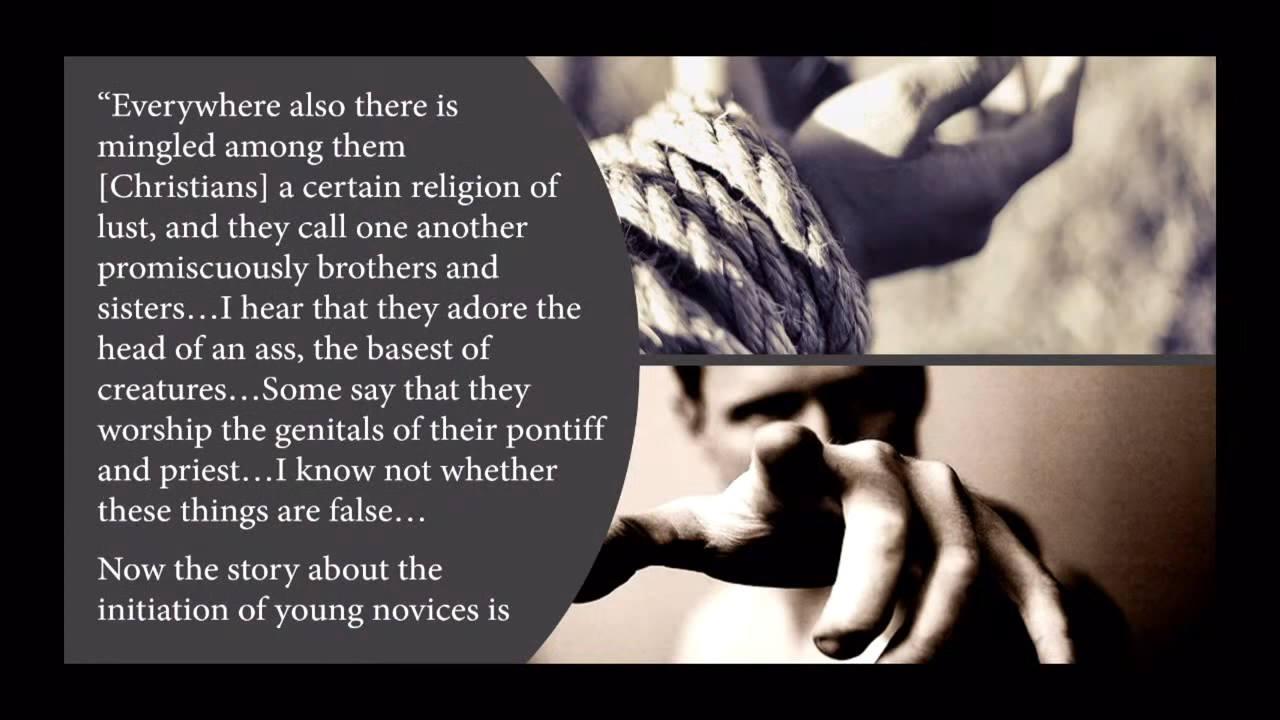 “Everywhere also there is
mingled among them
[Christians] a certain religion of
lust, and they call one another
promiscuously brothers and
sisters…I hear that they adore the
head of an ass, the basest of
creatures…Some say that they
worship the genitals of their pontiff
and priest…I know not whether
these things are false…
Now the story about the
initiation of young novices is